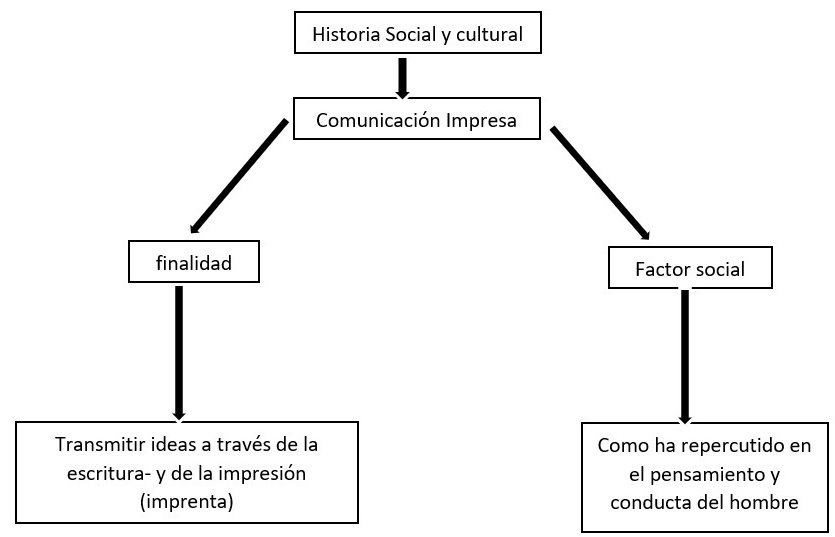 Historia Social y cultural
Comunicación Impresa
finalidad
Factor social
Transmitir ideas a través de la
escritura- y de la impresión
(imprenta)
Como ha repercutido en
el pensamiento y
conducta del hombre